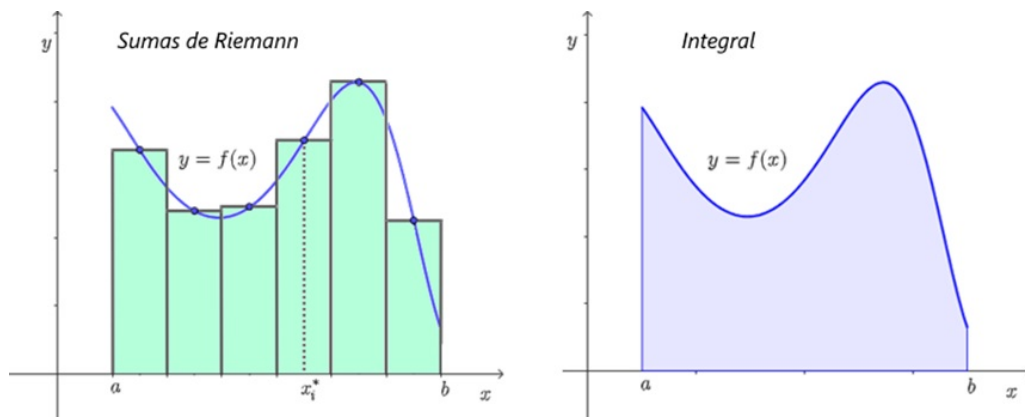 Sumas de Riemann
y
y = f(x)
a
x_i^*
b
x
Integral
y
y = f(x)
a
b
x